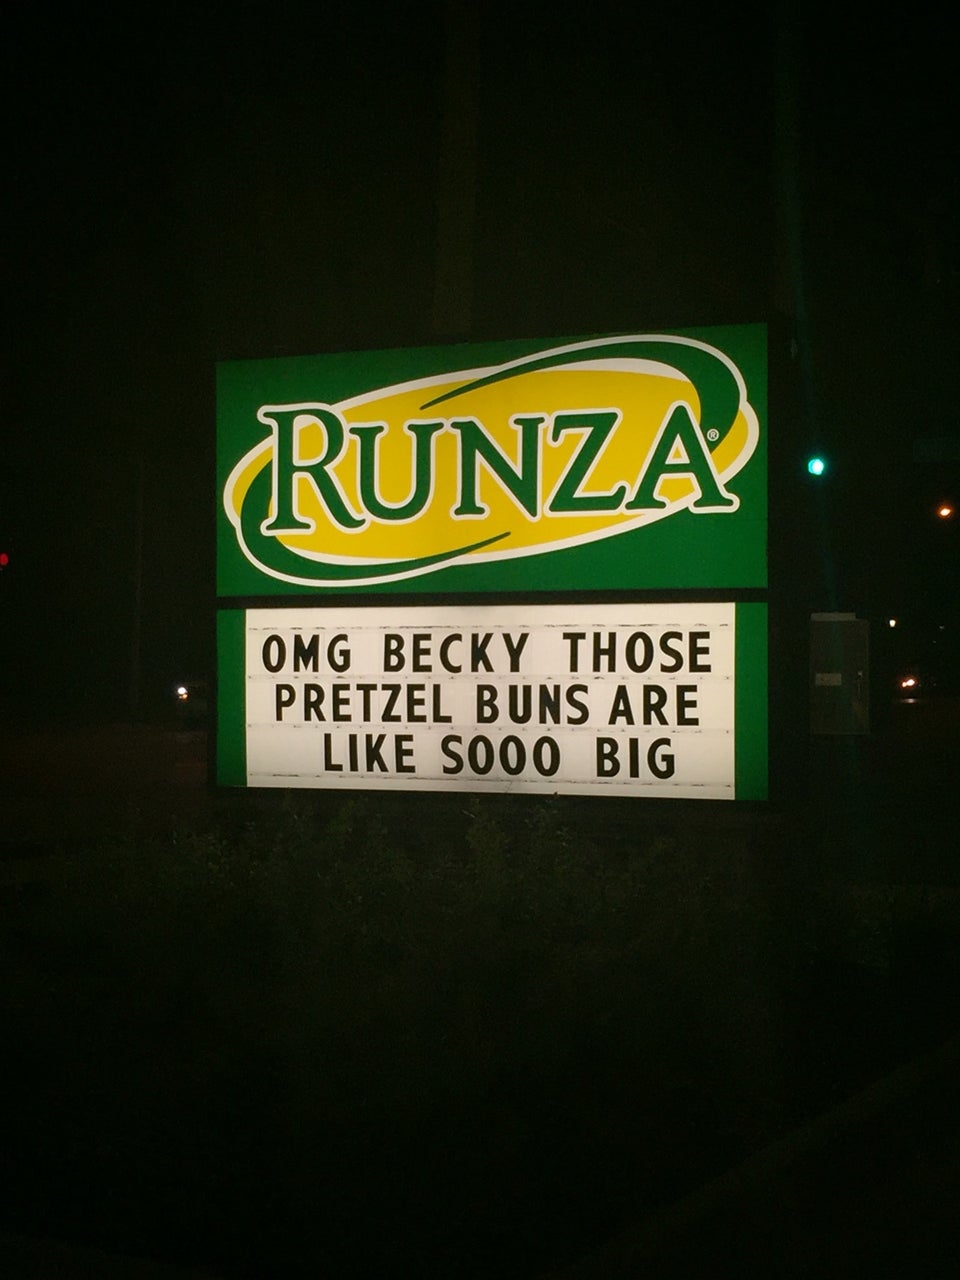 RUNZA®
OMG BECKY THOSE
PRETZEL BUNS ARE
LIKE SOOO BIG